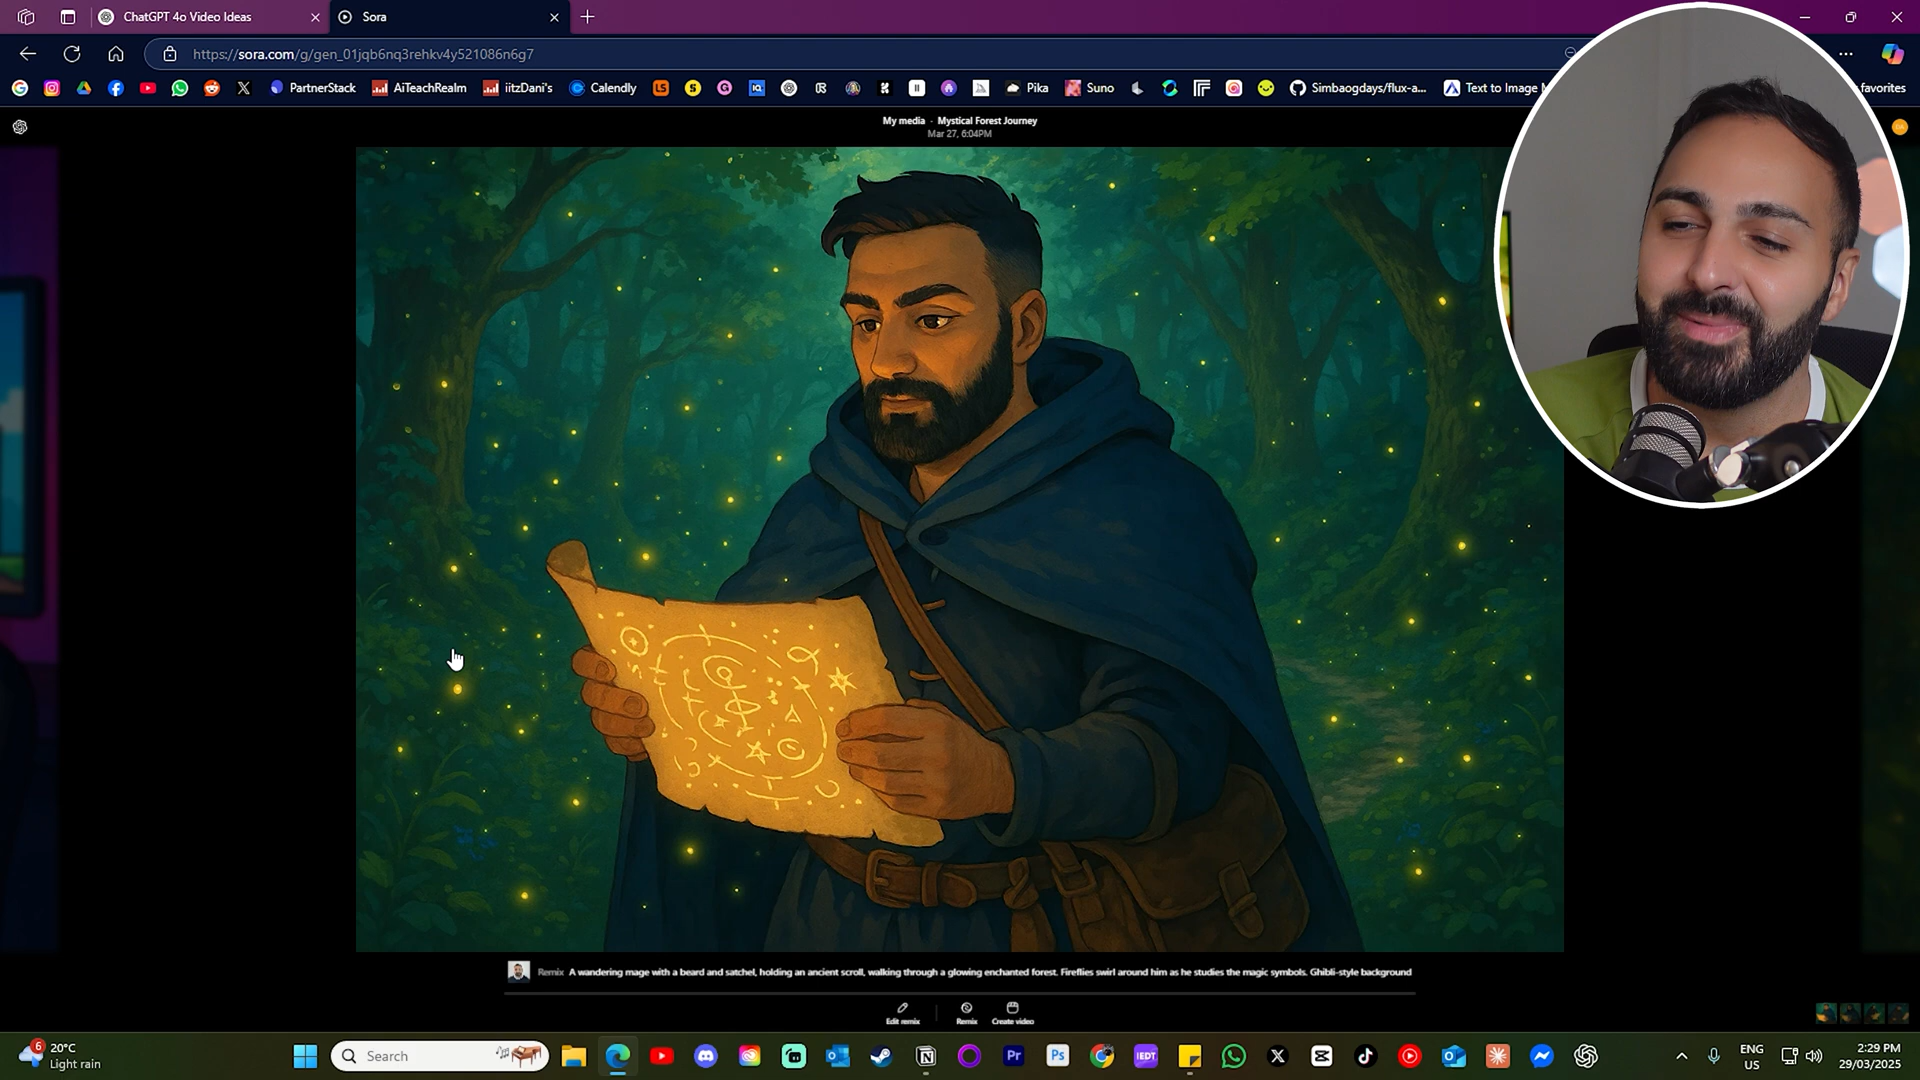 ChatGPT 4o Video Ideas
Sora
https://sora.com/g/gen_01jqb6nq3rehkv4y521086n6g7
PartnerStack
AiTeachRealm
iitzDani's
Calendly
Pika
Suno
Simbaogdays/flux-a...
Text to Image
favorites
My media · Mystical Forest Journey
Mar 27, 6:04PM
Remix A wandering mage with a beard and satchel, holding an ancient scroll, walking through a glowing enchanted forest. Fireflies swirl around him as he studies the magic symbols. Ghibli-style background
Edit remix
Remix
Create video
6
20°C
Light rain
Search
Pr
Ps
IEDT
ENG
US
2:29 PM
29/03/2025